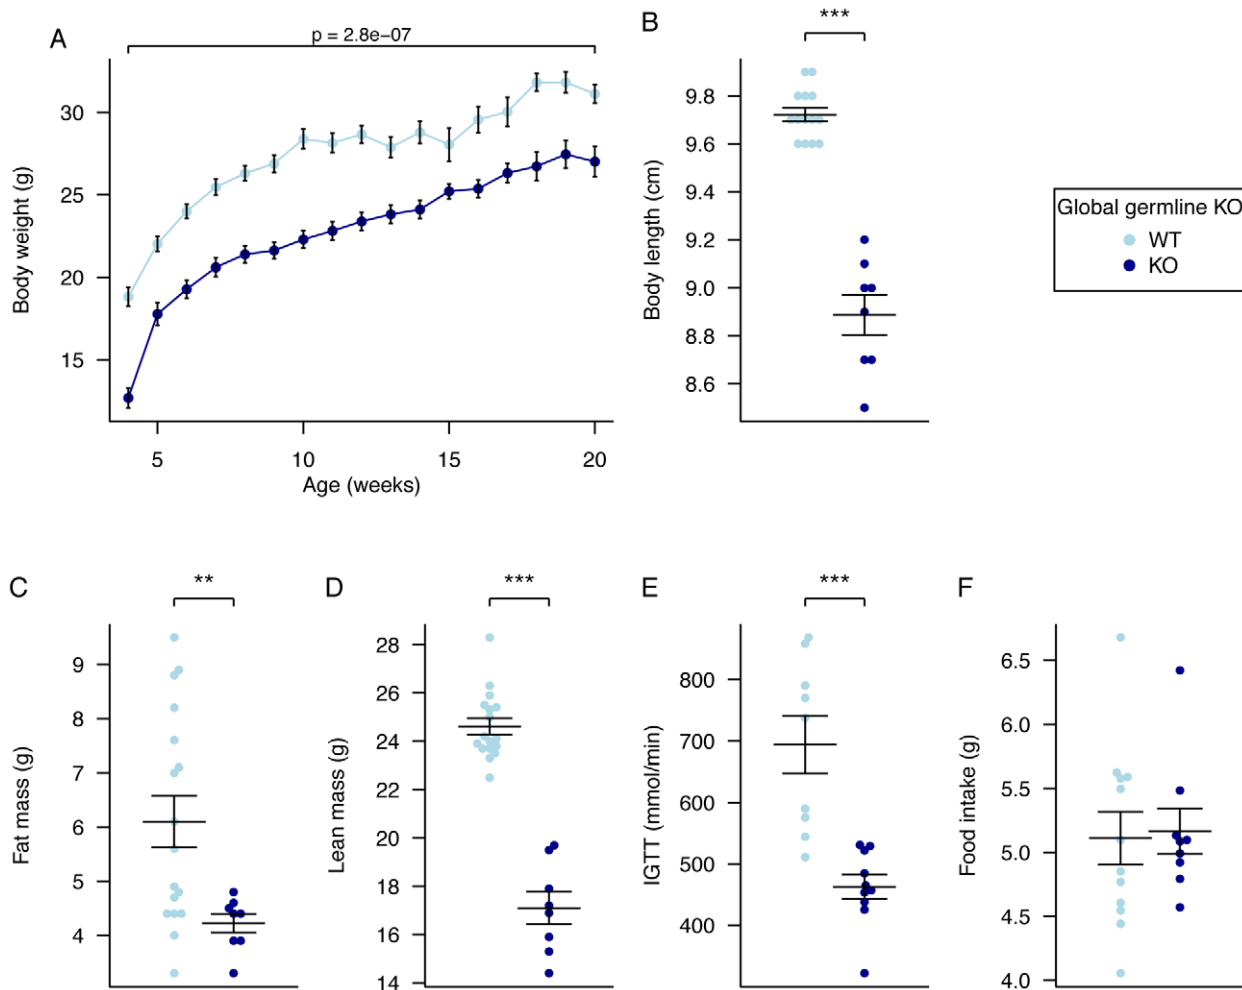 A
p = 2.8e−07
Body weight (g)
30
25
20
15
5
10
15
20
Age (weeks)
B
***
Body length (cm)
9.8
9.6
9.4
9.2
9.0
8.8
8.6
Global germline KO
WT
KO
C
**
Fat mass (g)
9
8
7
6
5
4
D
***
Lean mass (g)
28
26
24
22
20
18
16
14
E
***
IGTT (mmol/min)
800
700
600
500
400
F
Food intake (g)
6.5
6.0
5.5
5.0
4.5
4.0